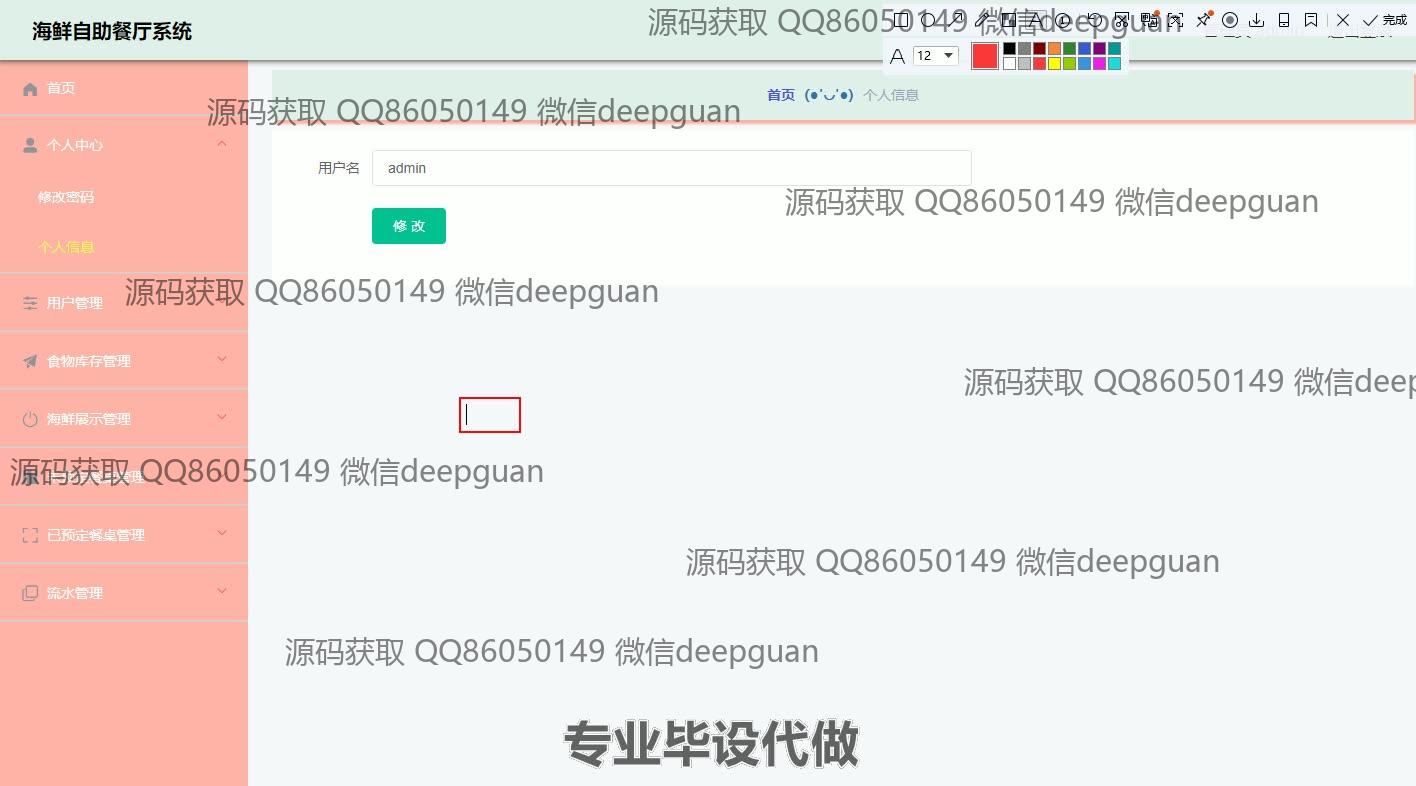 海鲜自助餐厅系统
源码获取 QQ86050149 微信deepguan
完成
12
首页
首页 (●'◡'●) 个人信息
源码获取 QQ86050149 微信deepguan
个人中心
用户名 admin
修改密码
源码获取 QQ86050149 微信deepguan
修 改
个人信息
用户管理
源码获取 QQ86050149 微信deepguan
食物库存管理
源码获取 QQ86050149 微信deep
海鲜展示管理
源码获取 QQ86050149 微信deepguan
已预定餐桌管理
源码获取 QQ86050149 微信deepguan
流水管理
源码获取 QQ86050149 微信deepguan
专业毕设代做